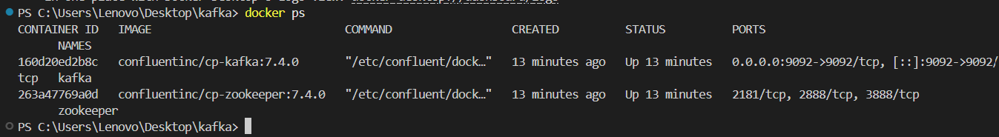 PS C:\Users\Lenovo\Desktop\kafka> docker ps
CONTAINER ID   IMAGE                             COMMAND                  CREATED          STATUS          PORTS
      NAMES
160d20ed2b8c   confluentinc/cp-kafka:7.4.0       "/etc/confluent/dock…"   13 minutes ago   Up 13 minutes   0.0.0.0:9092->9092/tcp, [::]:9092->9092/
tcp   kafka
263a47769a0d   confluentinc/cp-zookeeper:7.4.0   "/etc/confluent/dock…"   13 minutes ago   Up 13 minutes   2181/tcp, 2888/tcp, 3888/tcp
      zookeeper
PS C:\Users\Lenovo\Desktop\kafka>